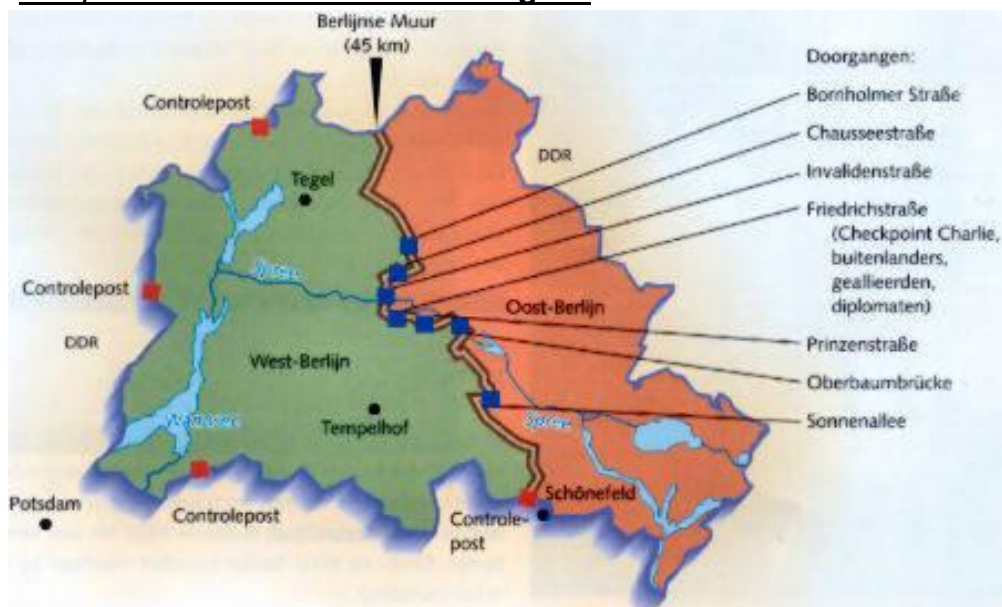 Berlijnse Muur
(45 km)
Doorgangen:
Bornholmer Straße
Chausseestraße
Invalidenstraße
Friedrichstraße
(Checkpoint Charlie,
buitenlanders,
geallieerden,
diplomaten)
Prinzenstraße
Oberbaumbrücke
Sonnenallee
Controlepost
DDR
Tegel
Spree
Controlepost
Oost-Berlijn
DDR
West-Berlijn
Wannsee
Tempelhof
Spree
Potsdam
Controlepost
Controle-
post
Schönefeld